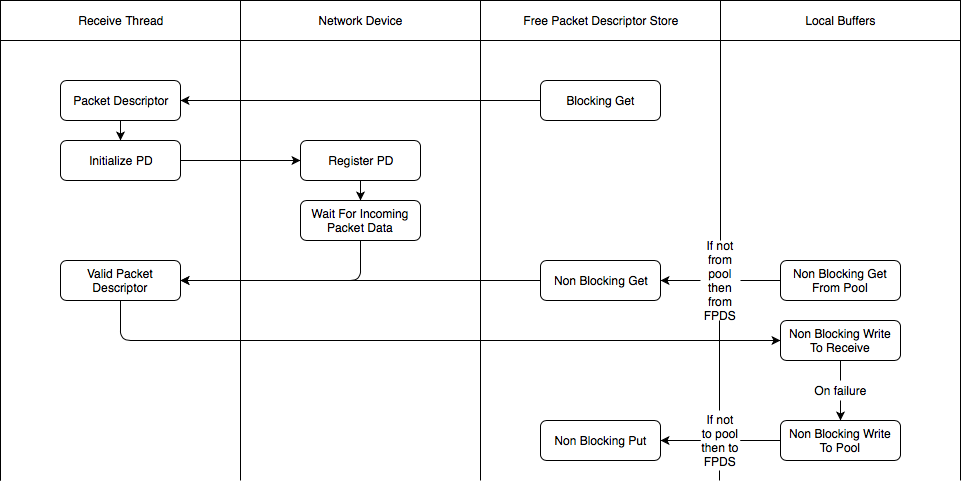 Receive Thread
Network Device
Free Packet Descriptor Store
Local Buffers
Packet Descriptor
Blocking Get
Initialize PD
Register PD
Wait For Incoming
Packet Data
Valid Packet
Descriptor
Non Blocking Get
If not
from
pool
then
from
FPDS
Non Blocking Get
From Pool
Non Blocking Write
To Receive
On failure
Non Blocking Put
If not
to pool
then to
FPDS
Non Blocking Write
To Pool